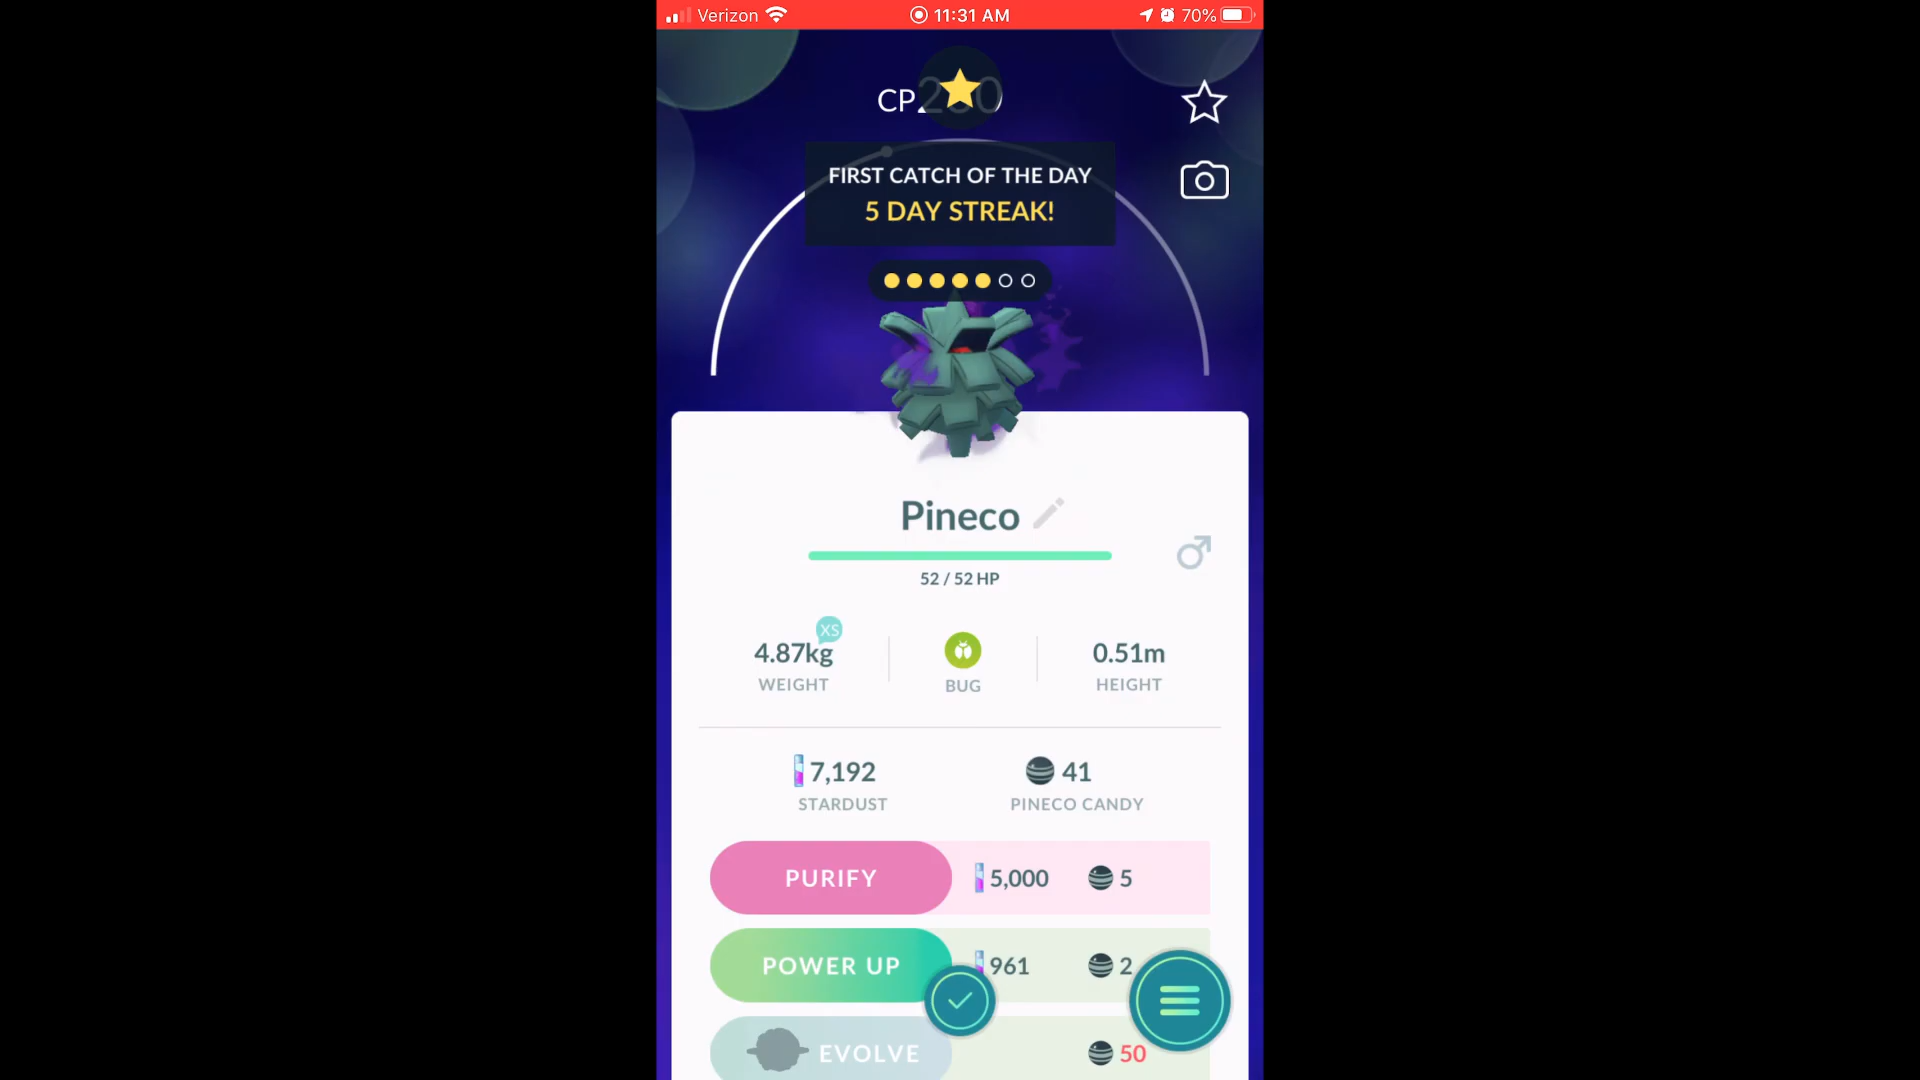 Verizon 11:31 AM 70%
CP
FIRST CATCH OF THE DAY
5 DAY STREAK!
Pineco
52 / 52 HP
XS
4.87kg 0.51m
WEIGHT BUG HEIGHT
7,192 41
STARDUST PINECO CANDY
PURIFY 5,000 5
POWER UP 961 2
EVOLVE 50